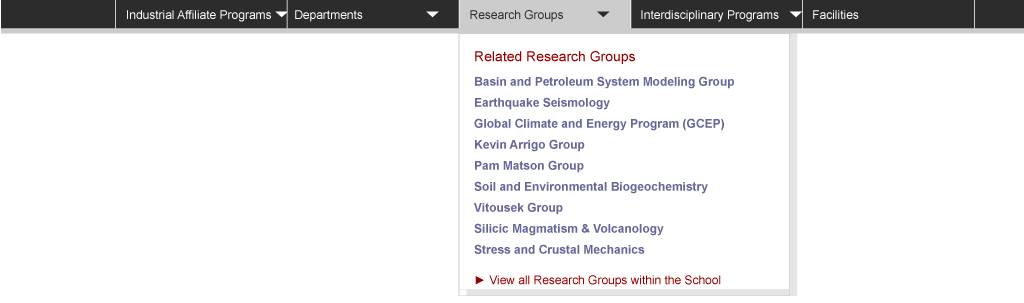 Industrial Affiliate Programs Departments Research Groups Interdisciplinary Programs Facilities
Related Research Groups
Basin and Petroleum System Modeling Group
Earthquake Seismology
Global Climate and Energy Program (GCEP)
Kevin Arrigo Group
Pam Matson Group
Soil and Environmental Biogeochemistry
Vitousek Group
Silicic Magmatism & Volcanology
Stress and Crustal Mechanics
► View all Research Groups within the School